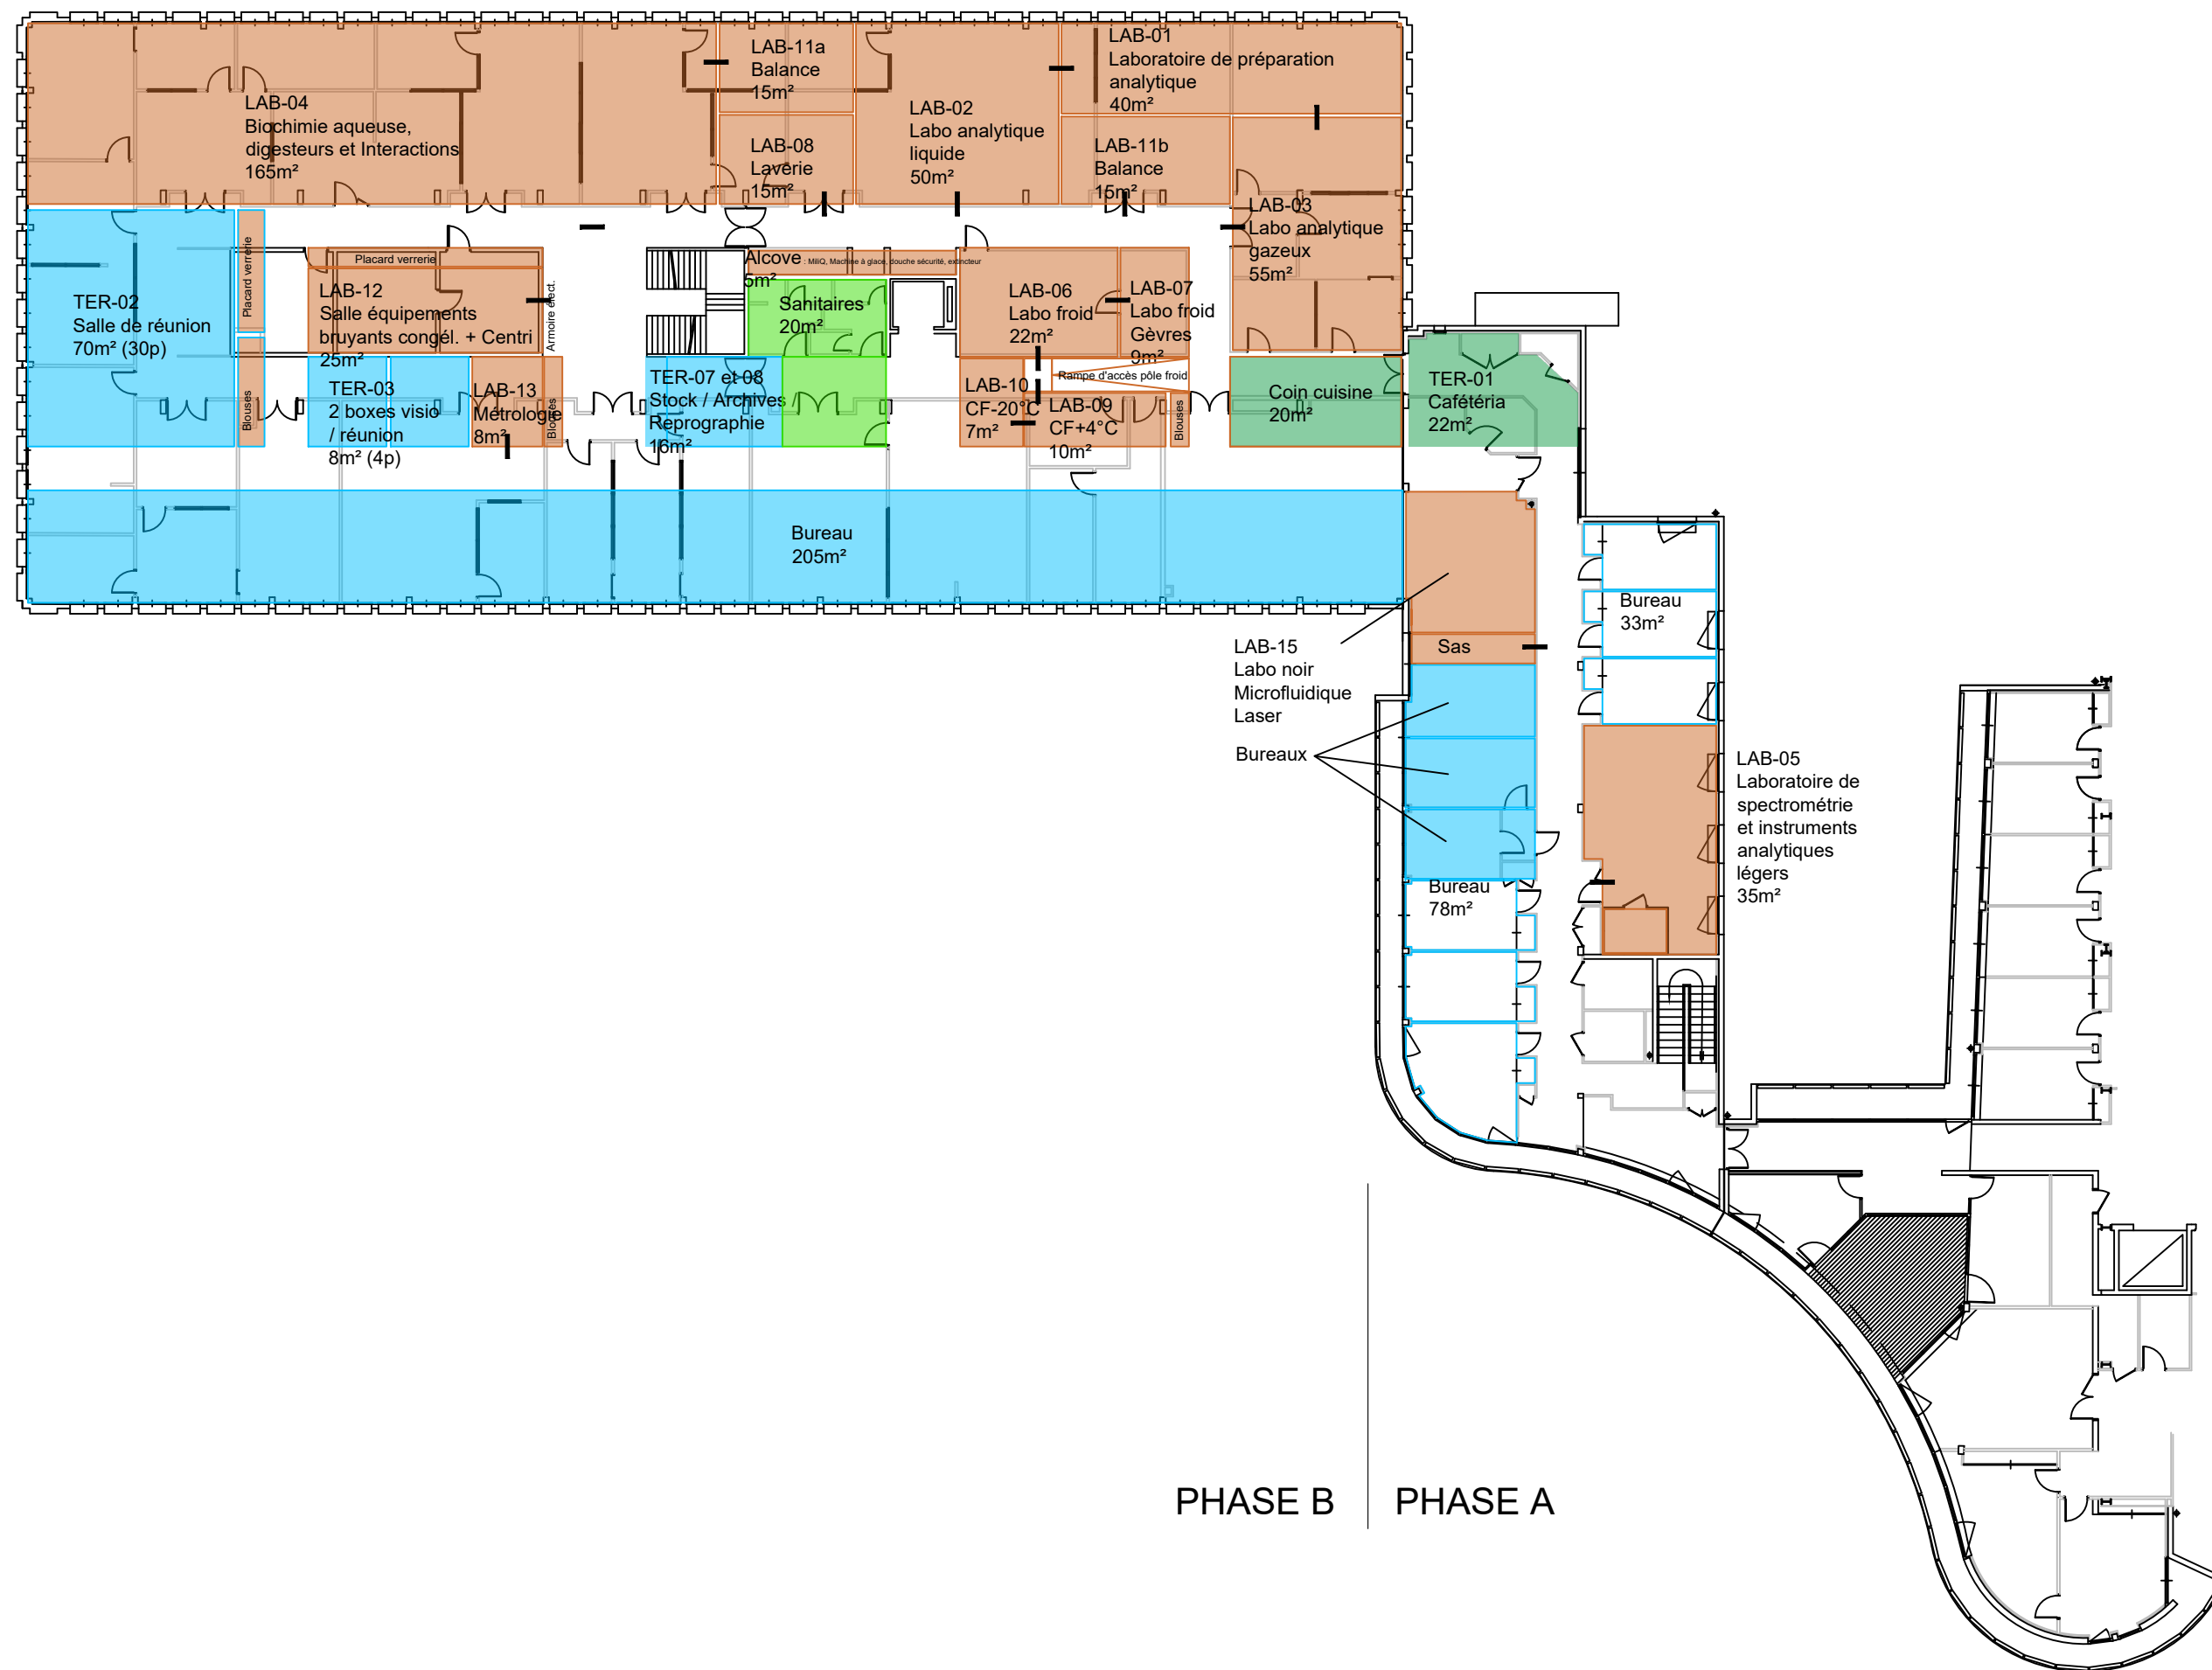 LAB-04
Biochimie aqueuse,
digesteurs et Interactions
165m²
LAB-11a
Balance
15m²
LAB-08
Laverie
15m²
LAB-02
Labo analytique
liquide
50m²
LAB-01
Laboratoire de préparation
analytique
40m²
LAB-11b
Balance
15m²
LAB-03
Labo analytique
gazeux
55m²
TER-02
Salle de réunion
70m² (30p)
Placard verrerie
Blouses
Placard verrerie
LAB-12
Salle équipements
bruyants congél. + Centri
25m²
Armoire élect.
TER-03
2 boxes visio
/ réunion
8m² (4p)
LAB-13
Métrologie
8m²
Blouses
Alcove : MiliQ, Machine à glace, douche sécurité, extincteur
5m²
Sanitaires
20m²
TER-07 et 08
Stock / Archives /
Reprographie
16m²
LAB-06
Labo froid
22m²
LAB-07
Labo froid
Gèvres
9m²
Rampe d'accès pôle froid
LAB-10
CF-20°C
7m²
LAB-09
CF+4°C
10m²
Blouses
Coin cuisine
20m²
TER-01
Cafétéria
22m²
Bureau
205m²
Bureau
33m²
Sas
LAB-15
Labo noir
Microfluidique
Laser
Bureaux
LAB-05
Laboratoire de
spectrométrie
et instruments
analytiques
légers
35m²
Bureau
78m²
PHASE B
PHASE A